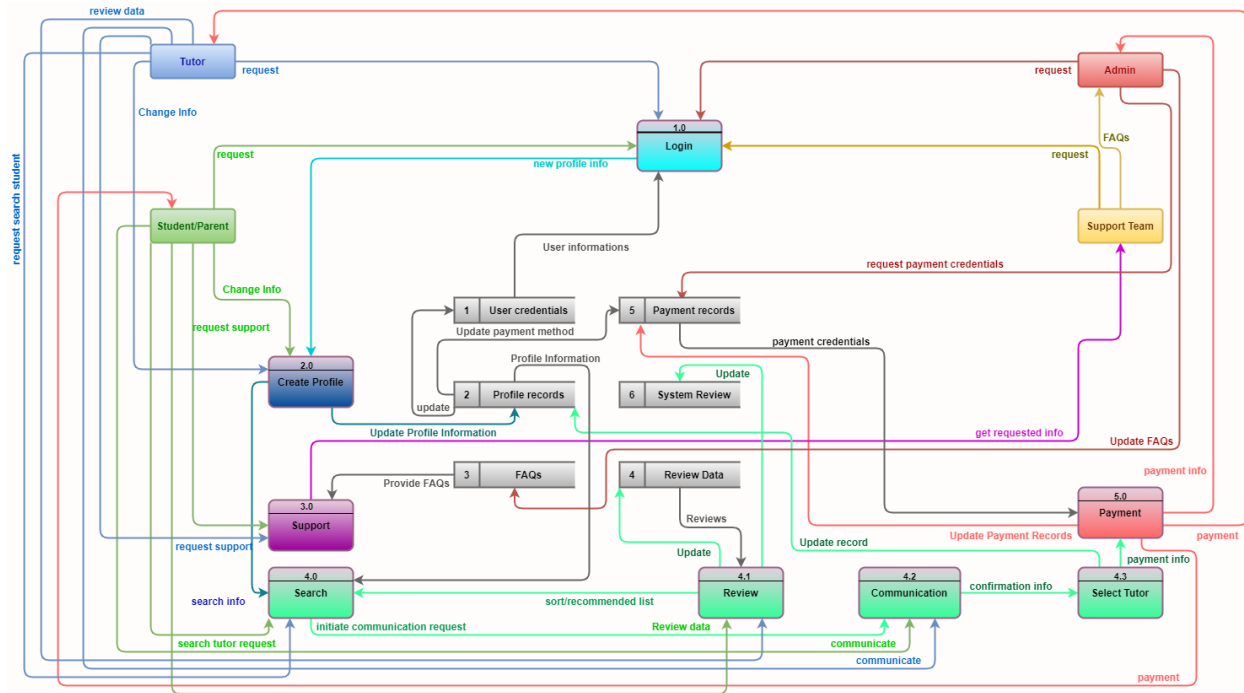 review data
Tutor
request
Admin
request
Change Info
FAQs
1.0
Login
request
new profile info
request
request search student
Student/Parent
Support Team
User informations
request payment credentials
Change Info
1 User credentials
5 Payment records
request support
Update payment method
payment credentials
Profile Information
2.0
Create Profile
Update
2 Profile records
6 System Review
update
Update Profile Information
get requested info
Update FAQs
3 FAQs
4 Review Data
payment info
Provide FAQs
5.0
Payment
3.0
Support
Reviews
Update Payment Records
payment
request support
Update
Update record
payment info
4.0
Search
4.1
Review
4.2
Communication
4.3
Select Tutor
confirmation info
search info
sort/recommended list
initiate communication request
Review data
search tutor request
communicate
communicate
payment